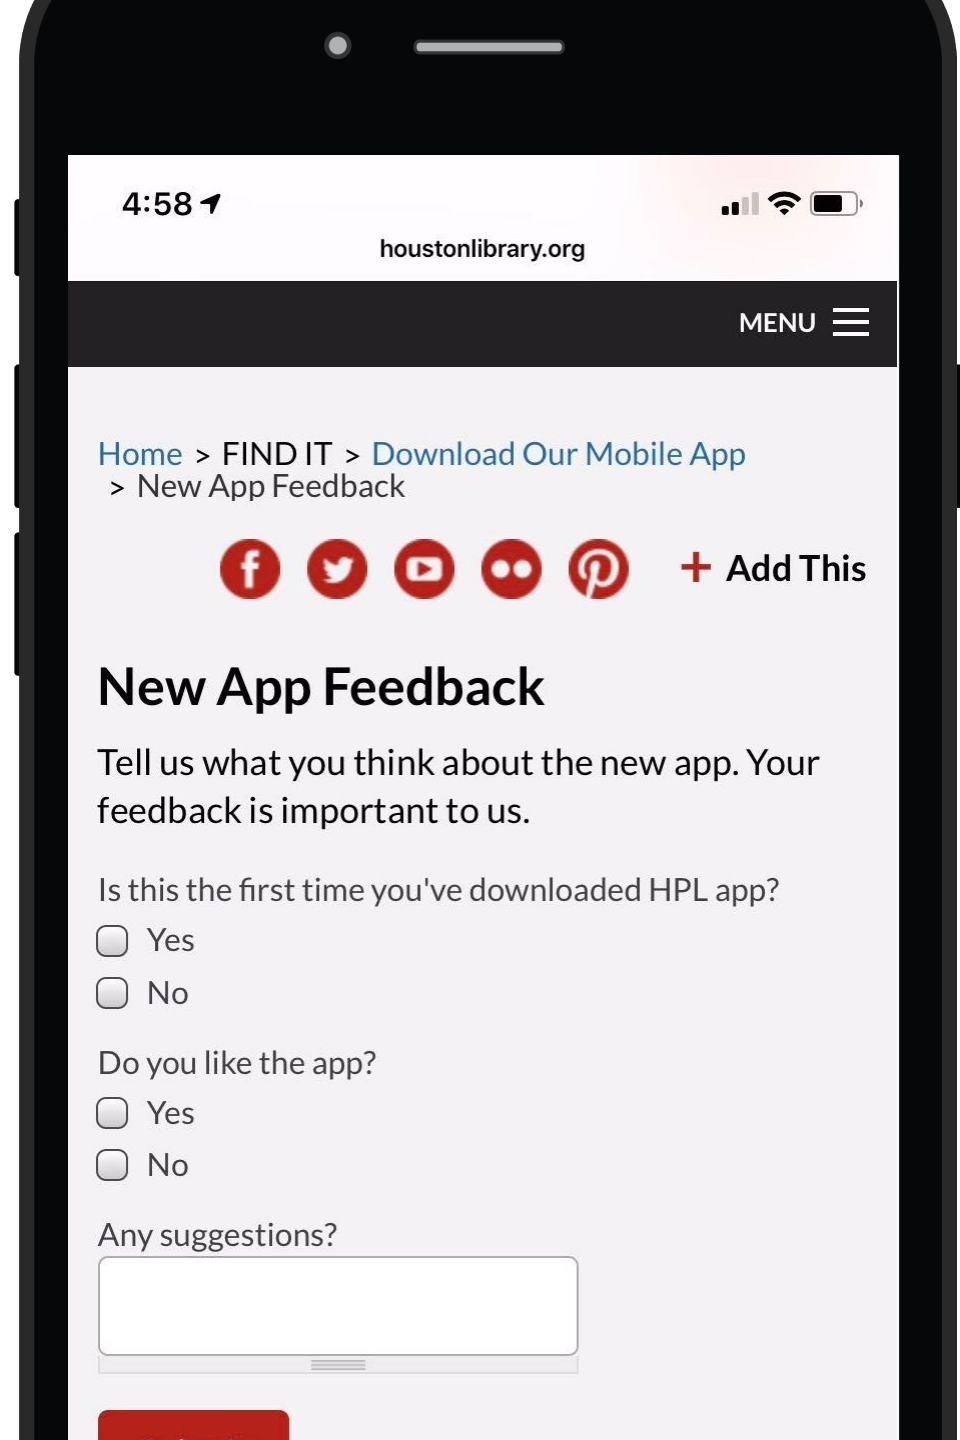 4:58
houstonlibrary.org
MENU
Home > FIND IT > Download Our Mobile App
> New App Feedback
+ Add This
New App Feedback
Tell us what you think about the new app. Your
feedback is important to us.
Is this the first time you've downloaded HPL app?
Yes
No
Do you like the app?
Yes
No
Any suggestions?